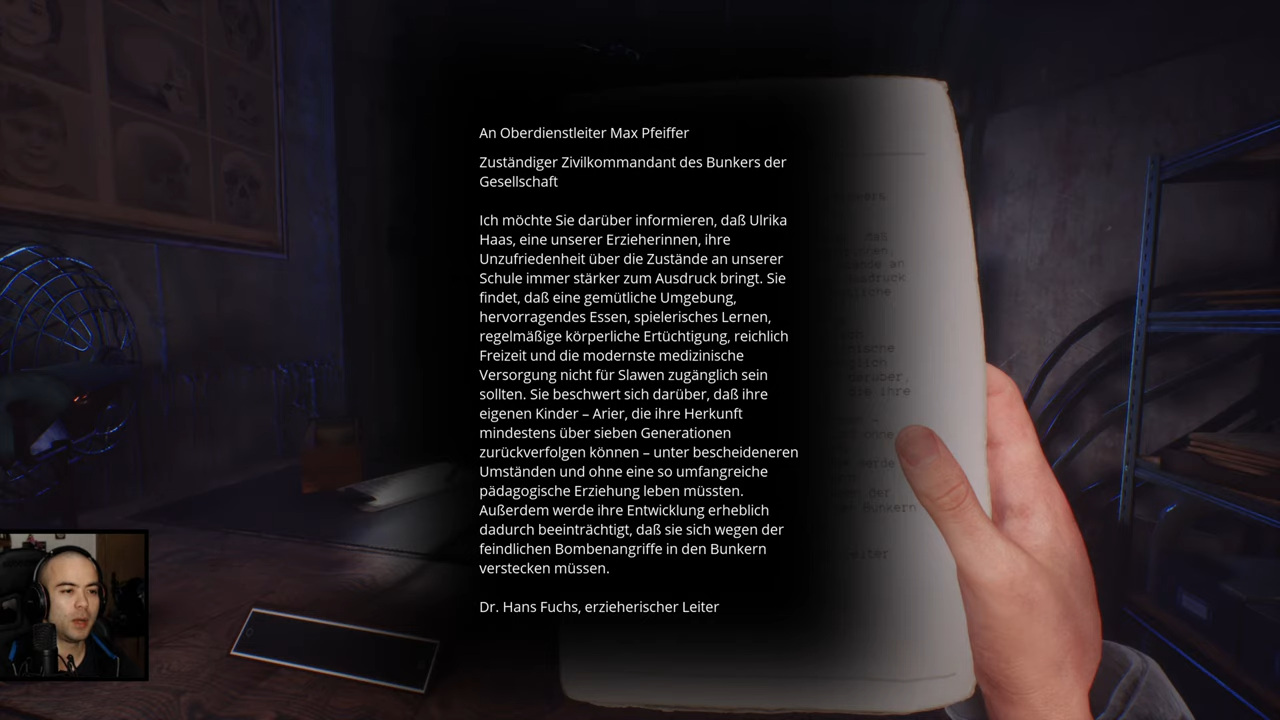 An Oberdienstleiter Max Pfeiffer
Zuständiger Zivilkommandant des Bunkers der
Gesellschaft
Ich möchte Sie darüber informieren, daß Ulrika
Haas, eine unserer Erzieherinnen, ihre
Unzufriedenheit über die Zustände an unserer
Schule immer stärker zum Ausdruck bringt. Sie
findet, daß eine gemütliche Umgebung,
hervorragendes Essen, spielerisches Lernen,
regelmäßige körperliche Ertüchtigung, reichlich
Freizeit und die modernste medizinische
Versorgung nicht für Slawen zugänglich sein
sollten. Sie beschwert sich darüber, daß ihre
eigenen Kinder – Arier, die ihre Herkunft
mindestens über sieben Generationen
zurückverfolgen können – unter bescheideneren
Umständen und ohne eine so umfangreiche
pädagogische Erziehung leben müssten.
Außerdem werde ihre Entwicklung erheblich
dadurch beeinträchtigt, daß sie sich wegen der
feindlichen Bombenangriffe in den Bunkern
verstecken müssen.
Dr. Hans Fuchs, erzieherischer Leiter